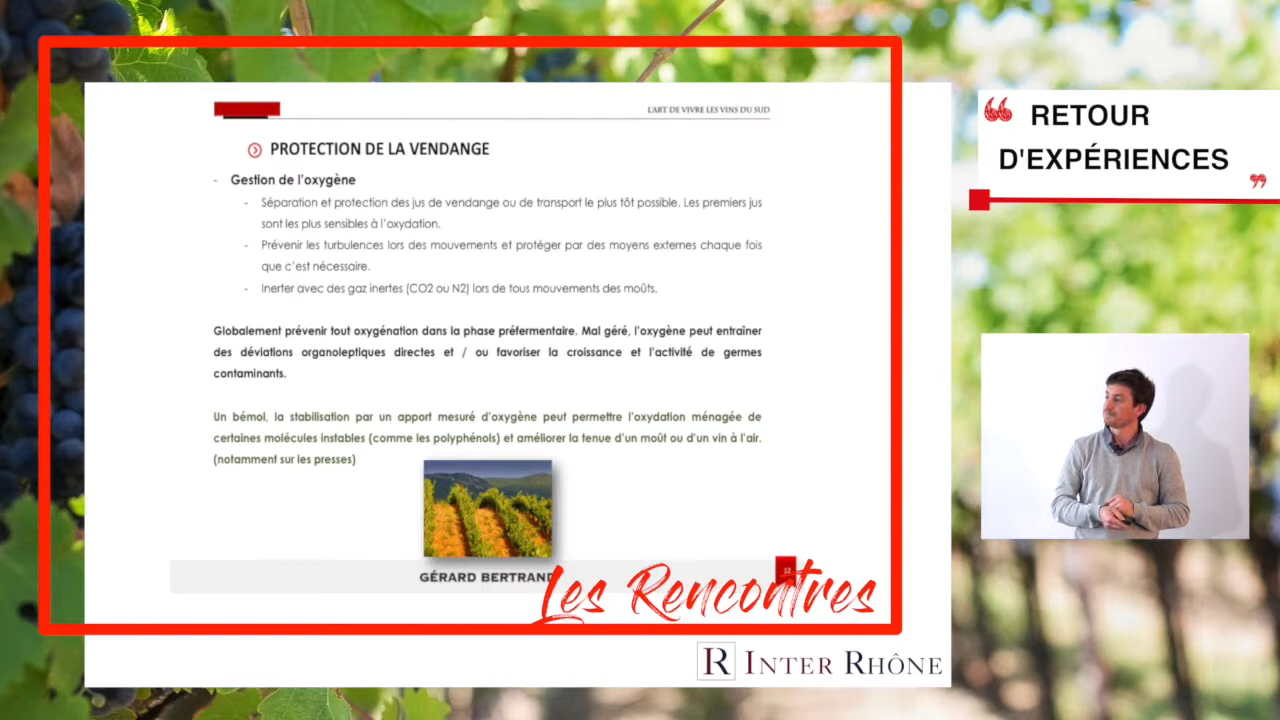 L'ART DE VIVRE LES VINS DU SUD
PROTECTION DE LA VENDANGE
- Gestion de l'oxygène
- Séparation et protection des jus de vendange ou de transport le plus tôt possible. Les premiers jus
sont les plus sensibles à l'oxydation.
- Prévenir les turbulences lors des mouvements et protéger par des moyens externes chaque fois
que c'est nécessaire.
- Inerter avec des gaz inertes (CO2 ou N2) lors de tous mouvements des moûts.
Globalement prévenir tout oxygénation dans la phase préfermentaire. Mal géré, l'oxygène peut entraîner
des déviations organoleptiques directes et / ou favoriser la croissance et l'activité de germes
contaminants.
Un bémol, la stabilisation par un apport mesuré d'oxygène peut permettre l'oxydation ménagée de
certaines molécules instables (comme les polyphénols) et améliorer la tenue d'un moût ou d'un vin à l'air.
(notamment sur les presses)
12
GÉRARD BERTRAND
Les Rencontres
R INTER RHÔNE
“ RETOUR
D'EXPÉRIENCES
”